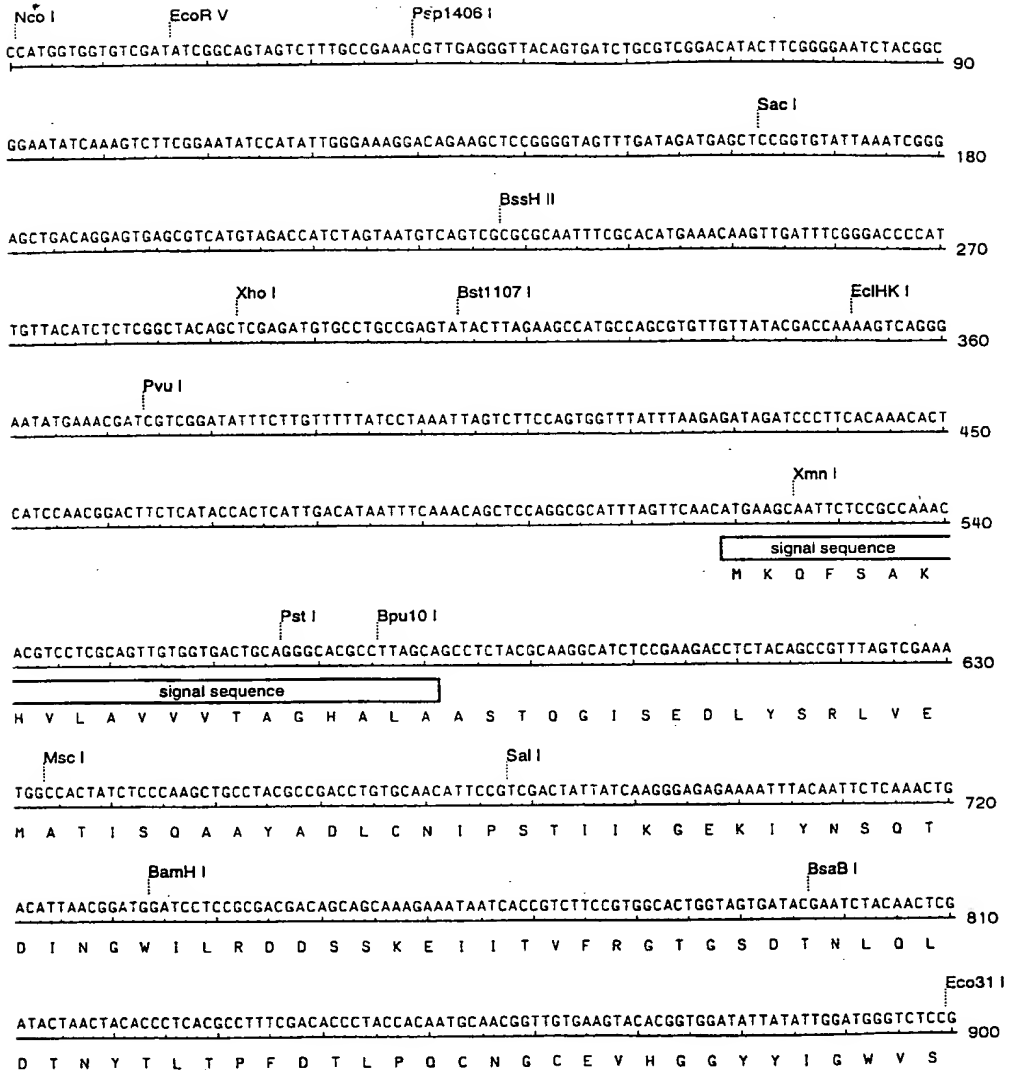 Nco I EcoR V Psp1406 I
CCATGGTGGTGTCGATATCGGCAGTAGTCTTTGCCGAAACGTTGAGGGTTACAGTGATCTGCGTCGGACATACTTCGGGGAATCTACGGC 90
Sac I
GGAATATCAAAGTCTTCGGAATATCCATATTGGGAAAGGACAGAAGCTCCGGGGTAGTTTGATAGATGAGCTCCGGTGTATTAAATCGGG 180
BssH II
AGCTGACAGGAGTGAGCGTCATGTAGACCATCTAGTAATGTCAGTCGCGCGCAATTTCGCACATGAAACAAGTTGATTTCGGGACCCCAT 270
Xho I Bst1107 I EclHK I
TGTTACATCTCTCGGCTACAGCTCGAGATGTGCCTGCCGAGTATACTTAGAAGCCATGCCAGCGTGTTGTTATACGACCAAAAGTCAGGG 360
Pvu I
AATATGAAACGATCGTCGGATATTTCTTGTTTTTATCCTAAATTAGTCTTCCAGTGGTTTATTTAAGAGATAGATCCCTTCACAAACACT 450
Xmn I
CATCCAACGGACTTCTCATACCACTCATTGACATAATTTCAAACAGCTCCAGGCGCATTTAGTTCAACATGAAGCAATTCTCCGCCAAAC 540
signal sequence
M K Q F S A K
Pst I Bpu10 I
ACGTCCTCGCAGTTGTGGTGACTGCAGGGCACGCCTTAGCAGCCTCTACGCAAGGCATCTCCGAAGACCTCTACAGCCGTTTAGTCGAAA 630
signal sequence
H V L A V V V T A G H A L A A S T Q G I S E D L Y S R L V E
Msc I Sal I
TGGCCACTATCTCCCAAGCTGCCTACGCCGACCTGTGCAACATTCCGTCGACTATTATCAAGGGAGAGAAAATTTACAATTCTCAAACTG 720
M A T I S Q A A Y A D L C N I P S T I I K G E K I Y N S Q T
BamH I BsaB I
ACATTAACGGATGGATCCTCCGCGACGACAGCAGCAAAGAAATAATCACCGTCTTCCGTGGCACTGGTAGTGATACGAATCTACAACTCG 810
D I N G W I L R D D S S K E I I T V F R G T G S D T N L Q L
Eco31 I
ATACTAACTACACCCTCACGCCTTTCGACACCCTACCACAATGCAACGGTTGTGAAGTACACGGTGGATATTATATTGGATGGGTCTCCG 900
D T N Y T L T P F D T L P Q C N G C E V H G G Y Y I G W V S